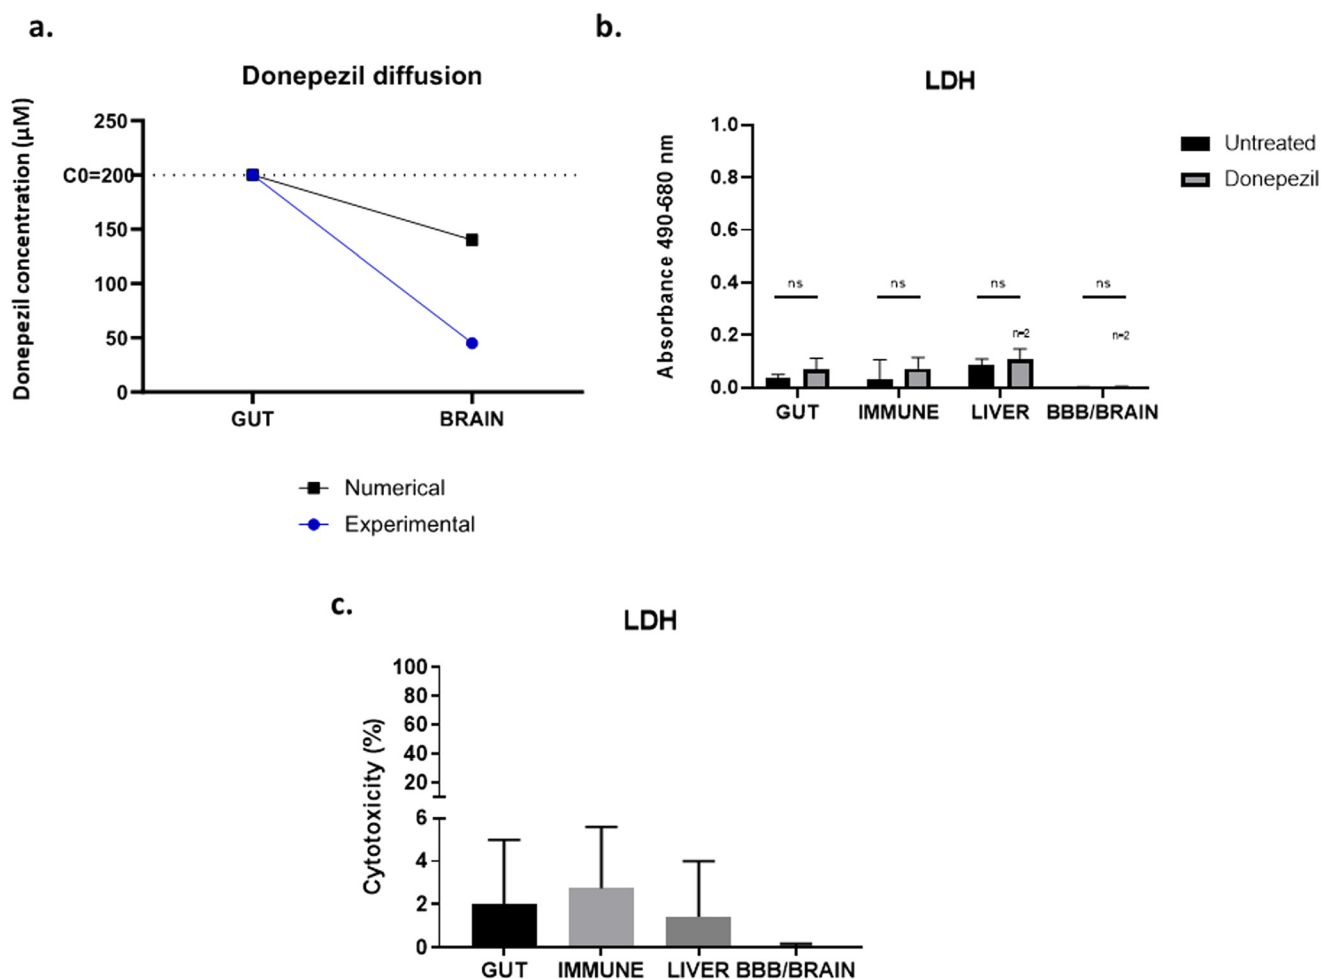 a.
Donepezil diffusion
Donepezil concentration (µM)
250
C0=200
150
100
50
0
GUT BRAIN
Numerical
Experimental
b.
LDH
Absorbance 490-680 nm
1.0
0.8
0.6
0.4
0.2
0.0
ns ns ns ns
n=2 n=2
GUT IMMUNE LIVER BBB/BRAIN
Untreated
Donepezil
c.
LDH
Cytotoxicity (%)
100
80
60
40
20
6
4
2
0
GUT IMMUNE LIVER BBB/BRAIN